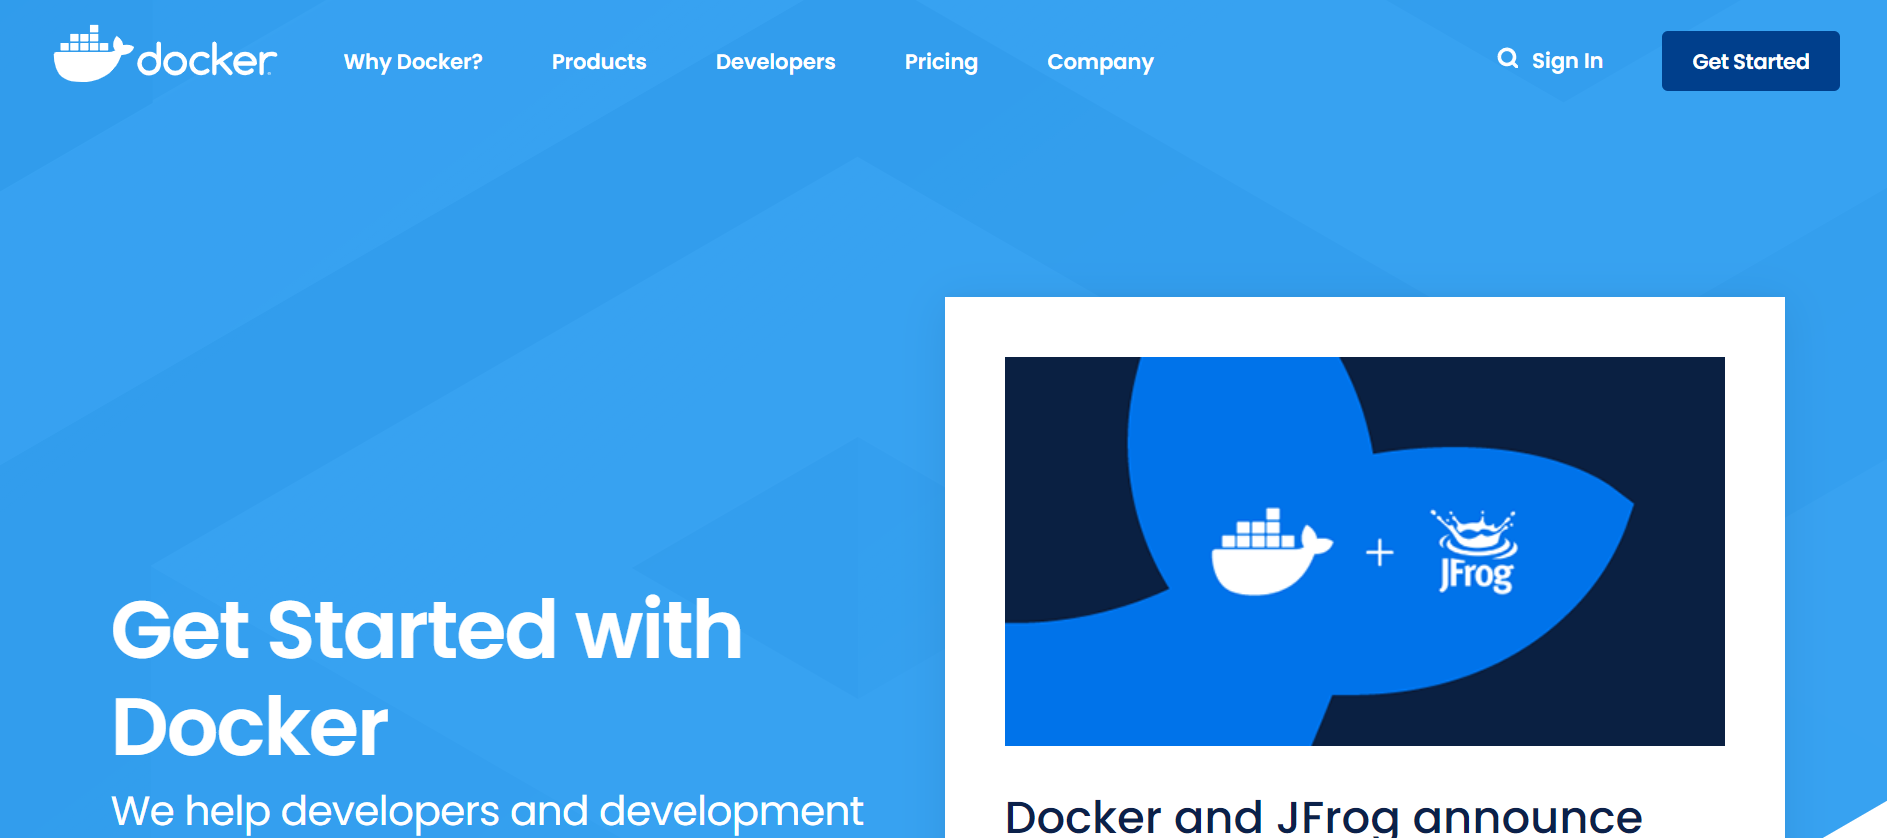 docker
Why Docker?
Products
Developers
Pricing
Company
Sign In
Get Started
Get Started with
Docker
We help developers and development
JFrog
Docker and JFrog announce